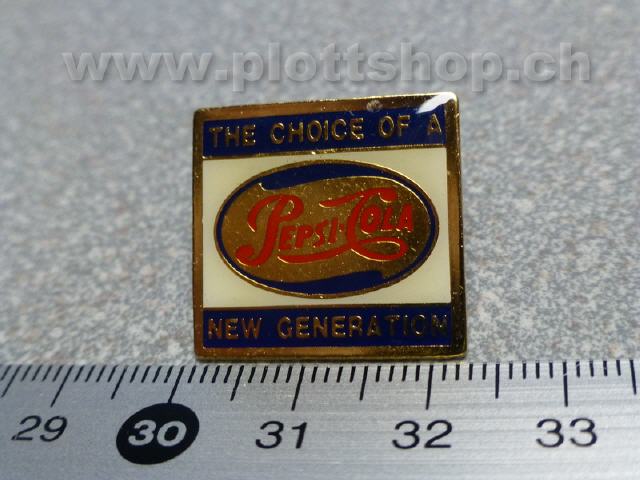 www.plottshop.ch
THE CHOICE OF A
PEPSI·COLA
NEW GENERATION
29 30 31 32 33